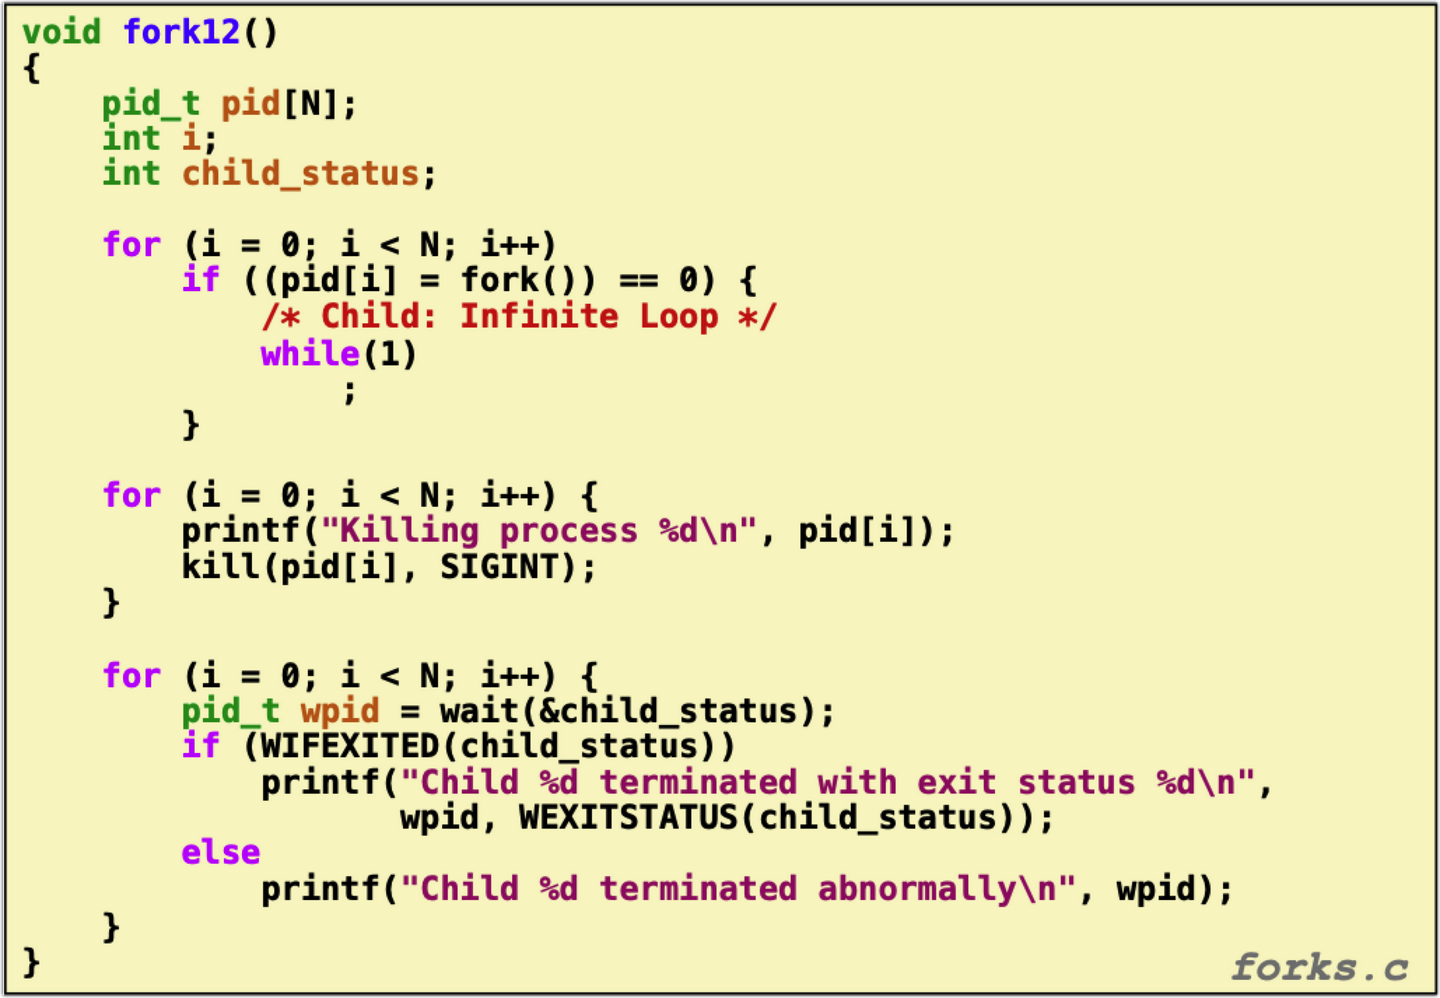 void fork12()
{
    pid_t pid[N];
    int i;
    int child_status;

    for (i = 0; i < N; i++)
        if ((pid[i] = fork()) == 0) {
            /* Child: Infinite Loop */
            while(1)
                ;
        }

    for (i = 0; i < N; i++) {
        printf("Killing process %d\n", pid[i]);
        kill(pid[i], SIGINT);
    }

    for (i = 0; i < N; i++) {
        pid_t wpid = wait(&child_status);
        if (WIFEXITED(child_status))
            printf("Child %d terminated with exit status %d\n",
                   wpid, WEXITSTATUS(child_status));
        else
            printf("Child %d terminated abnormally\n", wpid);
    }
}
forks.c